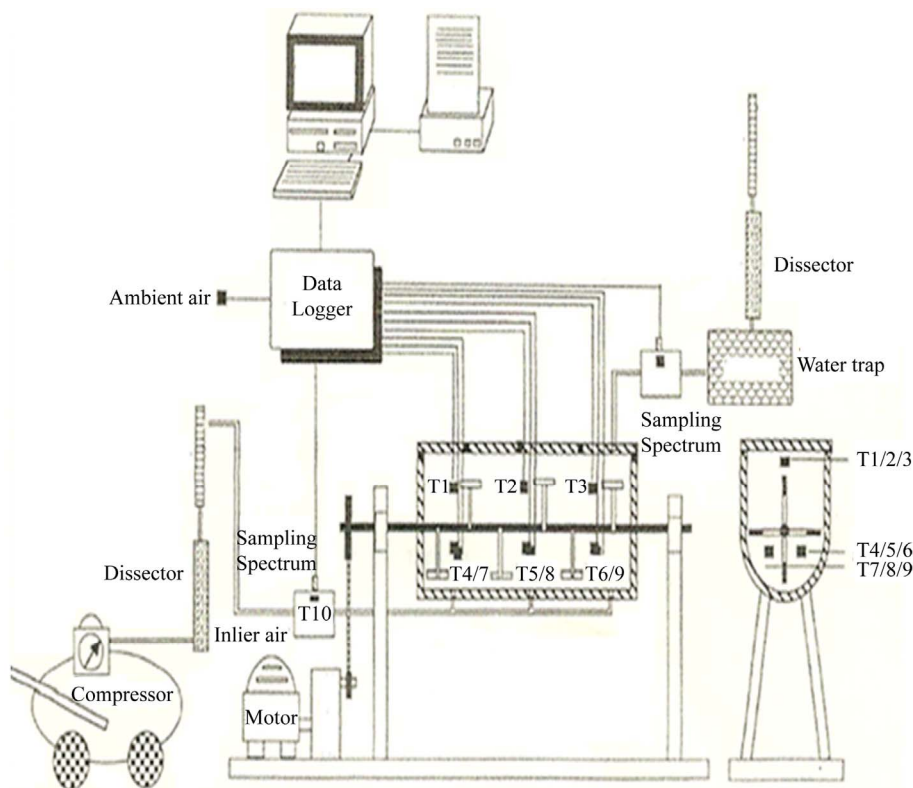 Dissector
Data
Logger
Ambient air
Water trap
Sampling
Spectrum
T1/2/3
T1
T2
T3
Sampling
Spectrum
T4/5/6
T4/7
T5/8
T6/9
T7/8/9
Dissector
T10
Inlier air
Compressor
Motor